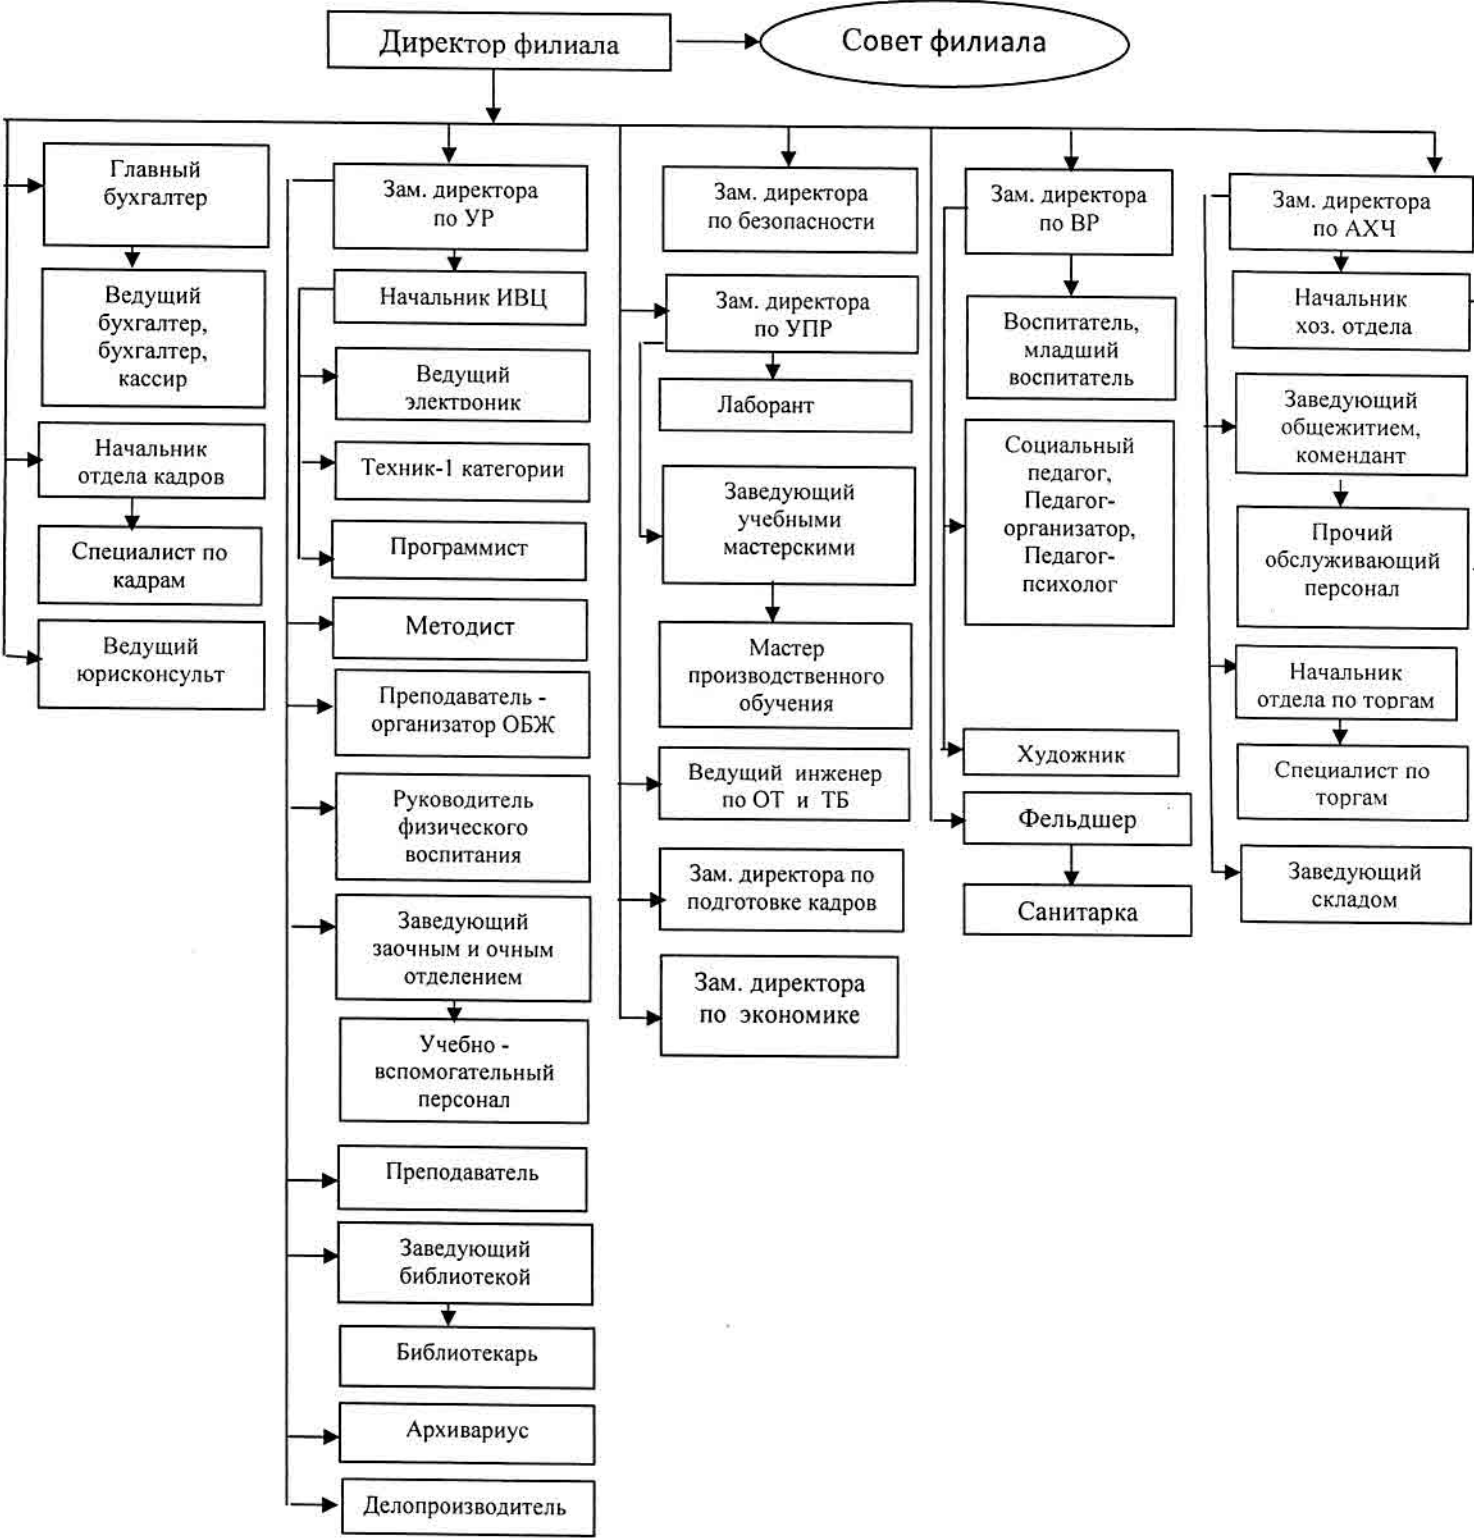 Директор филиала
Совет филиала
Главный
бухгалтер
Ведущий
бухгалтер,
бухгалтер,
кассир
Начальник
отдела кадров
Специалист по
кадрам
Ведущий
юрисконсульт
Зам. директора
по УР
Начальник ИВЦ
Ведущий
электроник
Техник-1 категории
Программист
Методист
Преподаватель -
организатор ОБЖ
Руководитель
физического
воспитания
Заведующий
заочным и очным
отделением
Учебно -
вспомогательный
персонал
Преподаватель
Заведующий
библиотекой
Библиотекарь
Архивариус
Делопроизводитель
Зам. директора
по безопасности
Зам. директора
по УПР
Лаборант
Заведующий
учебными
мастерскими
Мастер
производственного
обучения
Ведущий инженер
по ОТ и ТБ
Зам. директора по
подготовке кадров
Зам. директора
по экономике
Зам. директора
по ВР
Воспитатель,
младший
воспитатель
Социальный
педагог,
Педагог-
организатор,
Педагог-
психолог
Художник
Фельдшер
Санитарка
Зам. директора
по АХЧ
Начальник
хоз. отдела
Заведующий
общежитием,
комендант
Прочий
обслуживающий
персонал
Начальник
отдела по торгам
Специалист по
торгам
Заведующий
складом